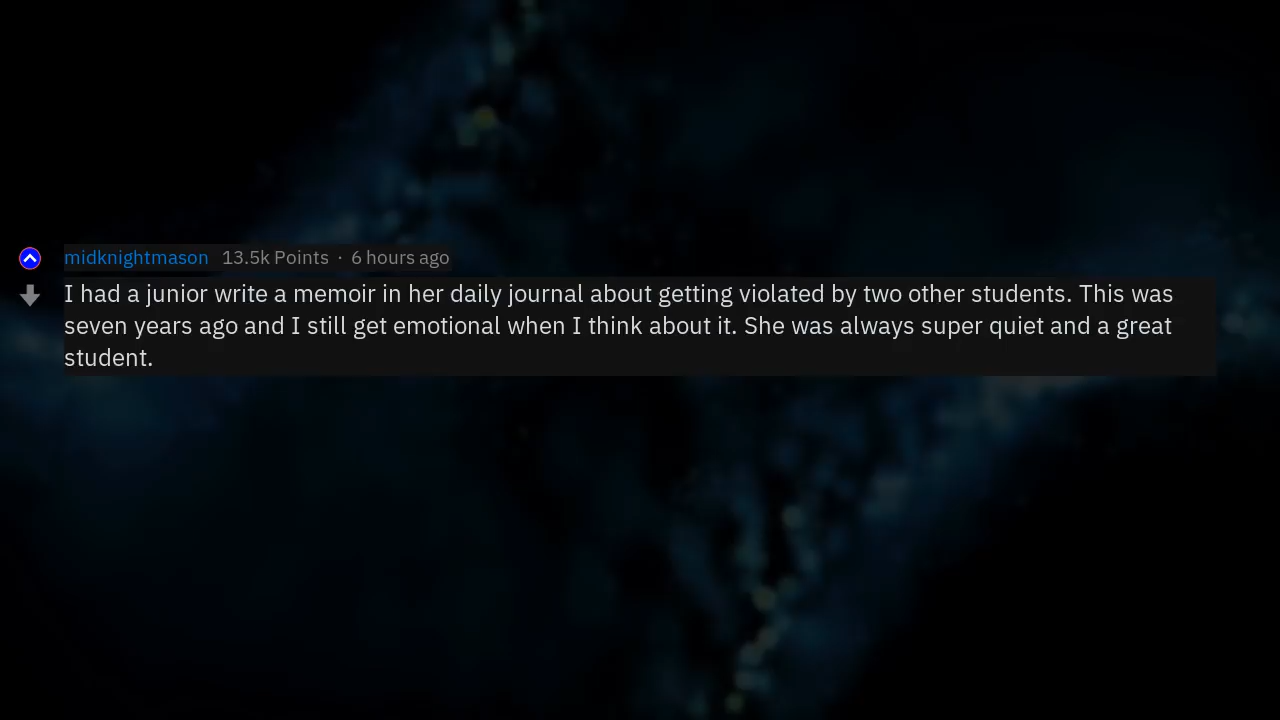 midknightmason 13.5k Points · 6 hours ago
I had a junior write a memoir in her daily journal about getting violated by two other students. This was
seven years ago and I still get emotional when I think about it. She was always super quiet and a great
student.